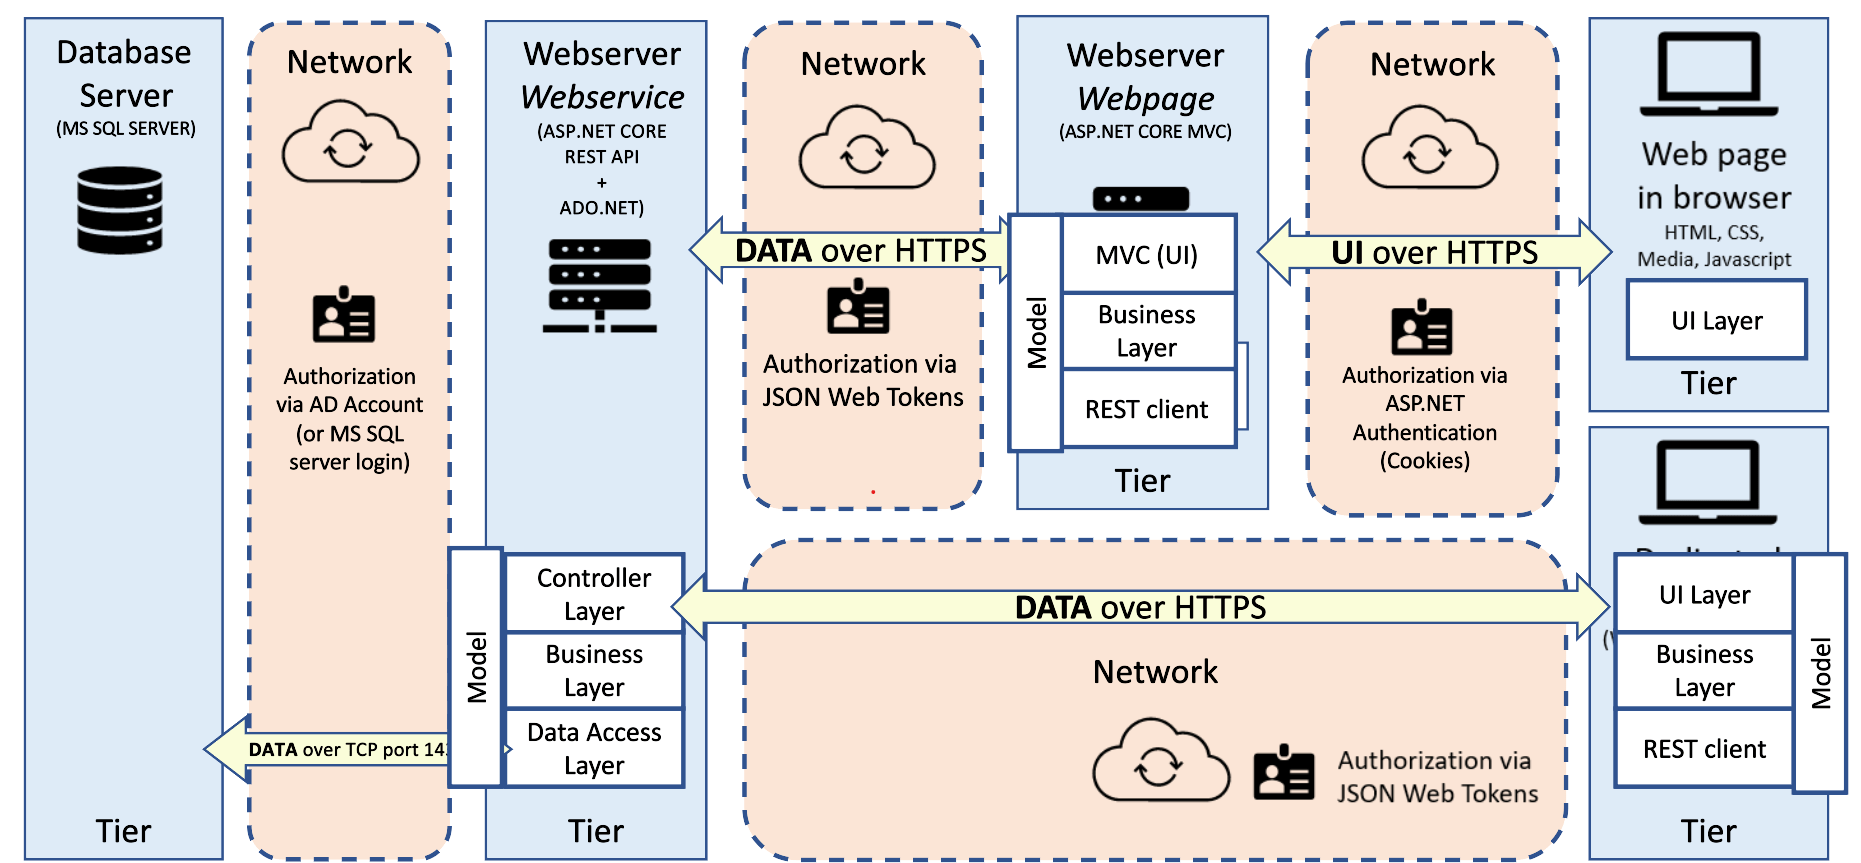 Database
Server
(MS SQL SERVER)
Tier
Network
Authorization
via AD Account
(or MS SQL
server login)
DATA over TCP port 14
Webserver
Webservice
(ASP.NET CORE
REST API
+
ADO.NET)
Model
Controller
Layer
Business
Layer
Data Access
Layer
Tier
Network
DATA over HTTPS
Authorization via
JSON Web Tokens
Webserver
Webpage
(ASP.NET CORE MVC)
Model
MVC (UI)
Business
Layer
REST client
Tier
Network
UI over HTTPS
Authorization via
ASP.NET
Authentication
(Cookies)
Web page
in browser
HTML, CSS,
Media, Javascript
UI Layer
Tier
DATA over HTTPS
Network
Authorization via
JSON Web Tokens
UI Layer
Business
Layer
REST client
Model
Tier